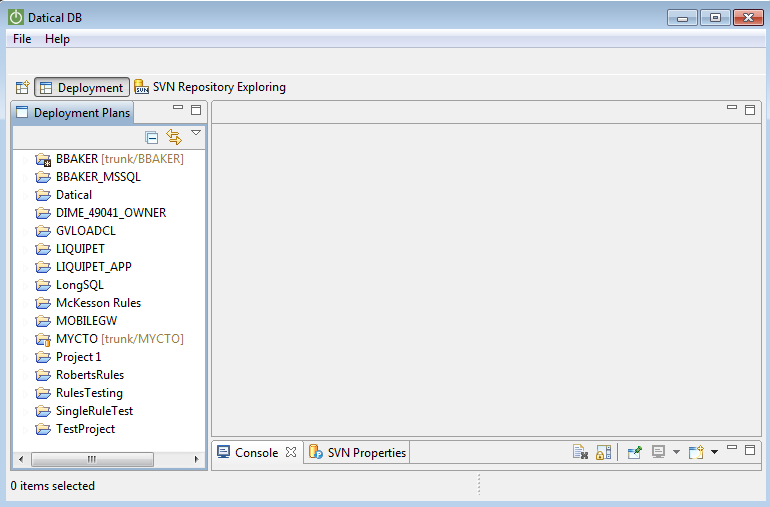 Datical DB
File Help
Deployment SVN Repository Exploring
Deployment Plans
BBAKER [trunk/BBAKER]
BBAKER_MSSQL
Datical
DIME_49041_OWNER
GVLOADCL
LIQUIPET
LIQUIPET_APP
LongSQL
McKesson Rules
MOBILEGW
MYCTO [trunk/MYCTO]
Project 1
RobertsRules
RulesTesting
SingleRuleTest
TestProject
Console SVN Properties
0 items selected